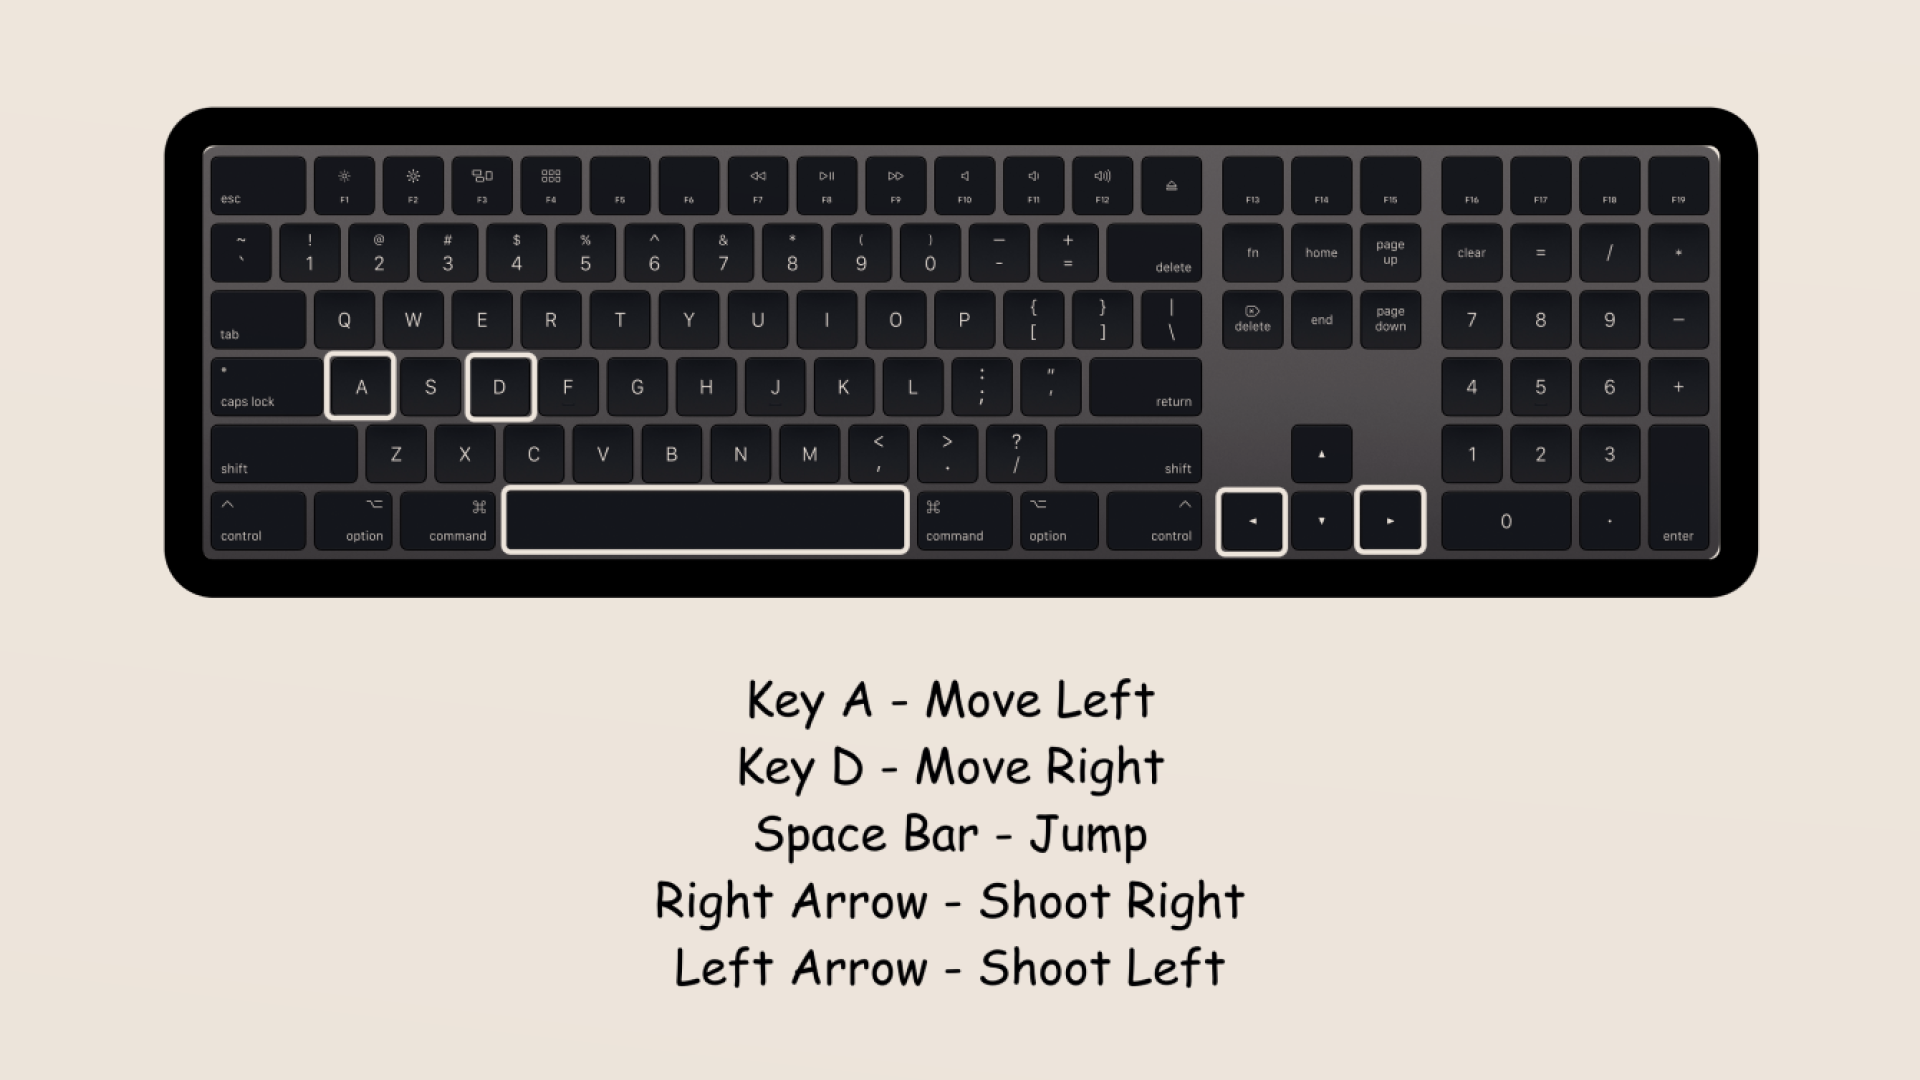 esc F1 F2 F3 F4 F5 F6 F7 F8 F9 F10 F11 F12 F13 F14 F15 F16 F17 F18 F19
~ ! @ # $ % ^ & * ( ) — +
` 1 2 3 4 5 6 7 8 9 0 - = delete fn home page up clear = / *
tab Q W E R T Y U I O P { [ } ] | \ delete end page down 7 8 9 −
caps lock A S D F G H J K L : ; " ' return 4 5 6 +
shift Z X C V B N M < , > . ? / shift 1 2 3
control option command command option control 0 . enter
Key A - Move Left
Key D - Move Right
Space Bar - Jump
Right Arrow - Shoot Right
Left Arrow - Shoot Left